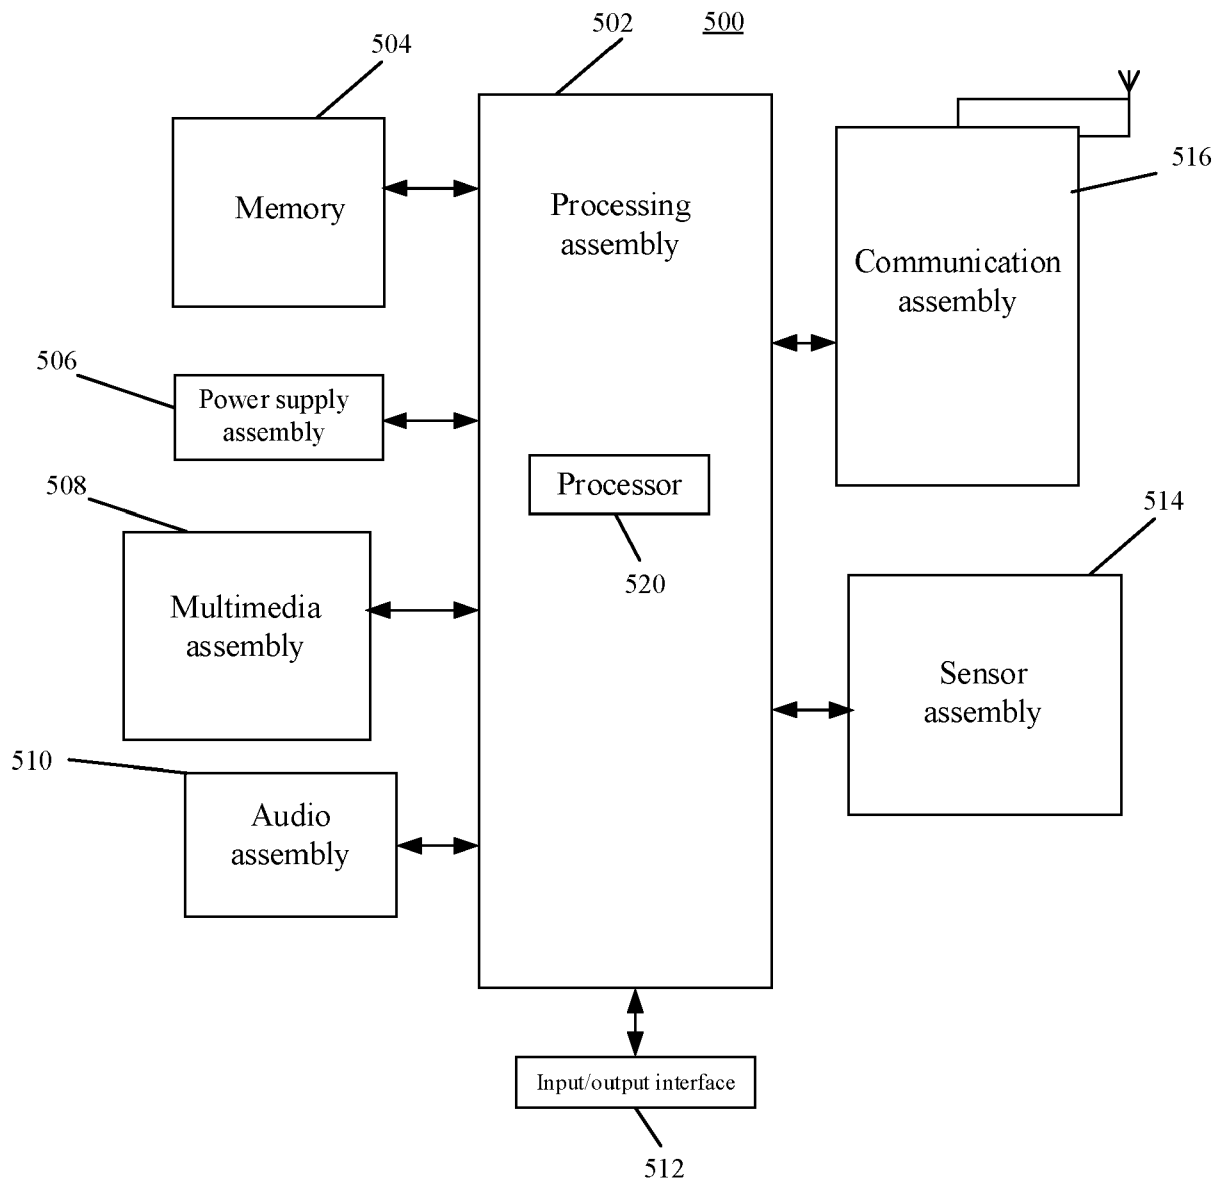 500
502
504
Memory
Processing
assembly
516
Communication
assembly
506
Power supply
assembly
508
Processor
520
514
Multimedia
assembly
Sensor
assembly
510
Audio
assembly
Input/output interface
512